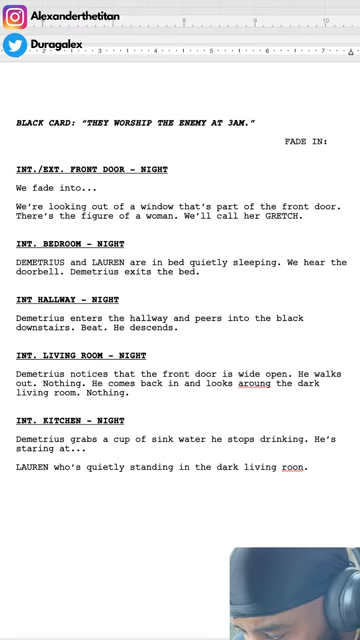 Alexanderthetitan
Duragalex
BLACK CARD: “THEY WORSHIP THE ENEMY AT 3AM.”
FADE IN:
INT./EXT. FRONT DOOR – NIGHT
We fade into...
We’re looking out of a window that’s part of the front door.
There’s the figure of a woman. We’ll call her GRETCH.
INT. BEDROOM – NIGHT
DEMETRIUS and LAUREN are in bed quietly sleeping. We hear the
doorbell. Demetrius exits the bed.
INT HALLWAY – NIGHT
Demetrius enters the hallway and peers into the black
downstairs. Beat. He descends.
INT. LIVING ROOM – NIGHT
Demetrius notices that the front door is wide open. He walks
out. Nothing. He comes back in and looks aroung the dark
living room. Nothing.
INT. KITCHEN – NIGHT
Demetrius grabs a cup of sink water he stops drinking. He’s
staring at...
LAUREN who’s quietly standing in the dark living roon.